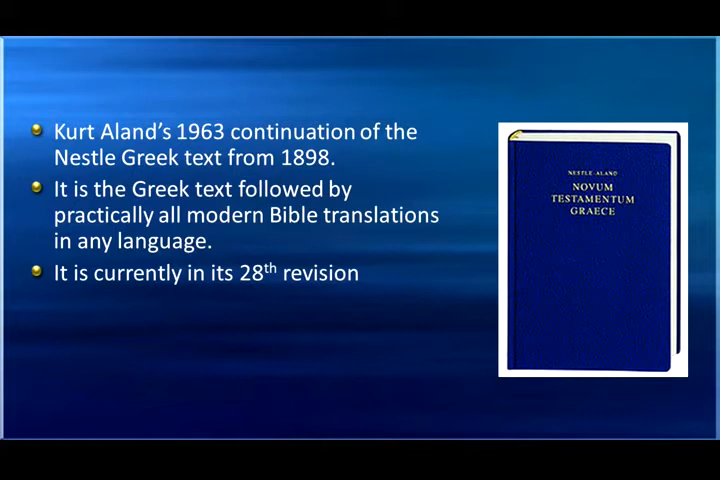 Kurt Aland’s 1963 continuation of the
Nestle Greek text from 1898.
It is the Greek text followed by
practically all modern Bible translations
in any language.
It is currently in its 28th revision
NESTLE-ALAND
NOVUM
TESTAMENTUM
GRAECE